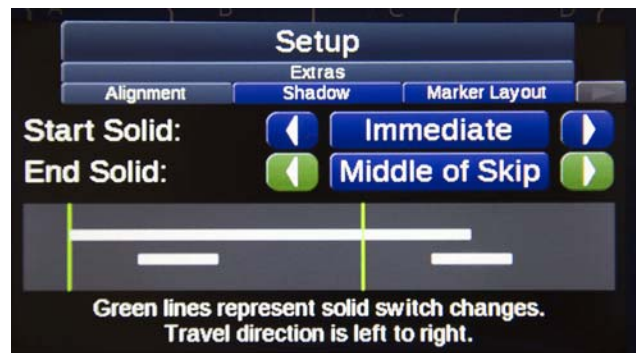 Setup
Extras
Alignment Shadow Marker Layout
Start Solid: Immediate
End Solid: Middle of Skip
Green lines represent solid switch changes.
Travel direction is left to right.